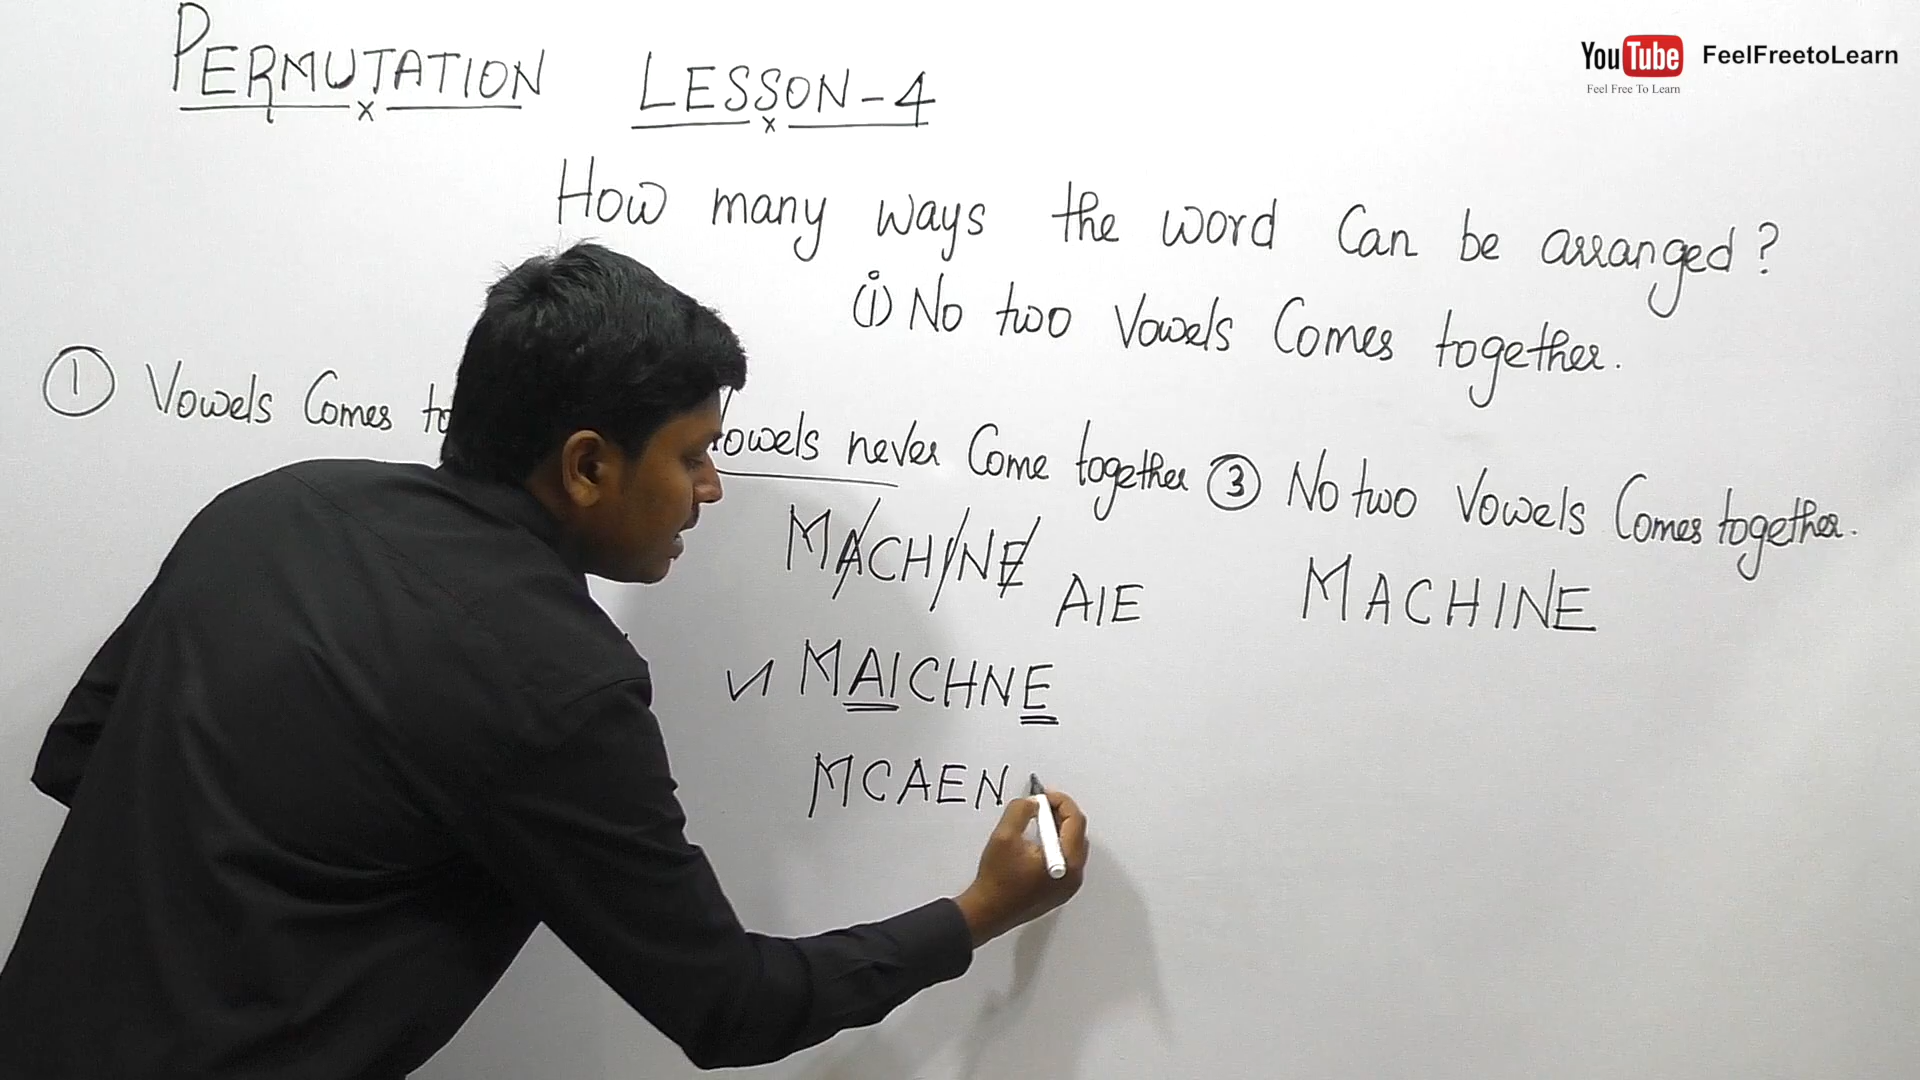 PERMUTATION LESSON-4
YouTube FeelFreetoLearn
Feel Free To Learn
How many ways the word Can be arranged?
(i) No two Vowels Comes together.
① Vowels Comes
Vowels never Come together
③ No two Vowels Comes together.
MACHINE
AIE
MACHINE
MAICHNE
MCAEN